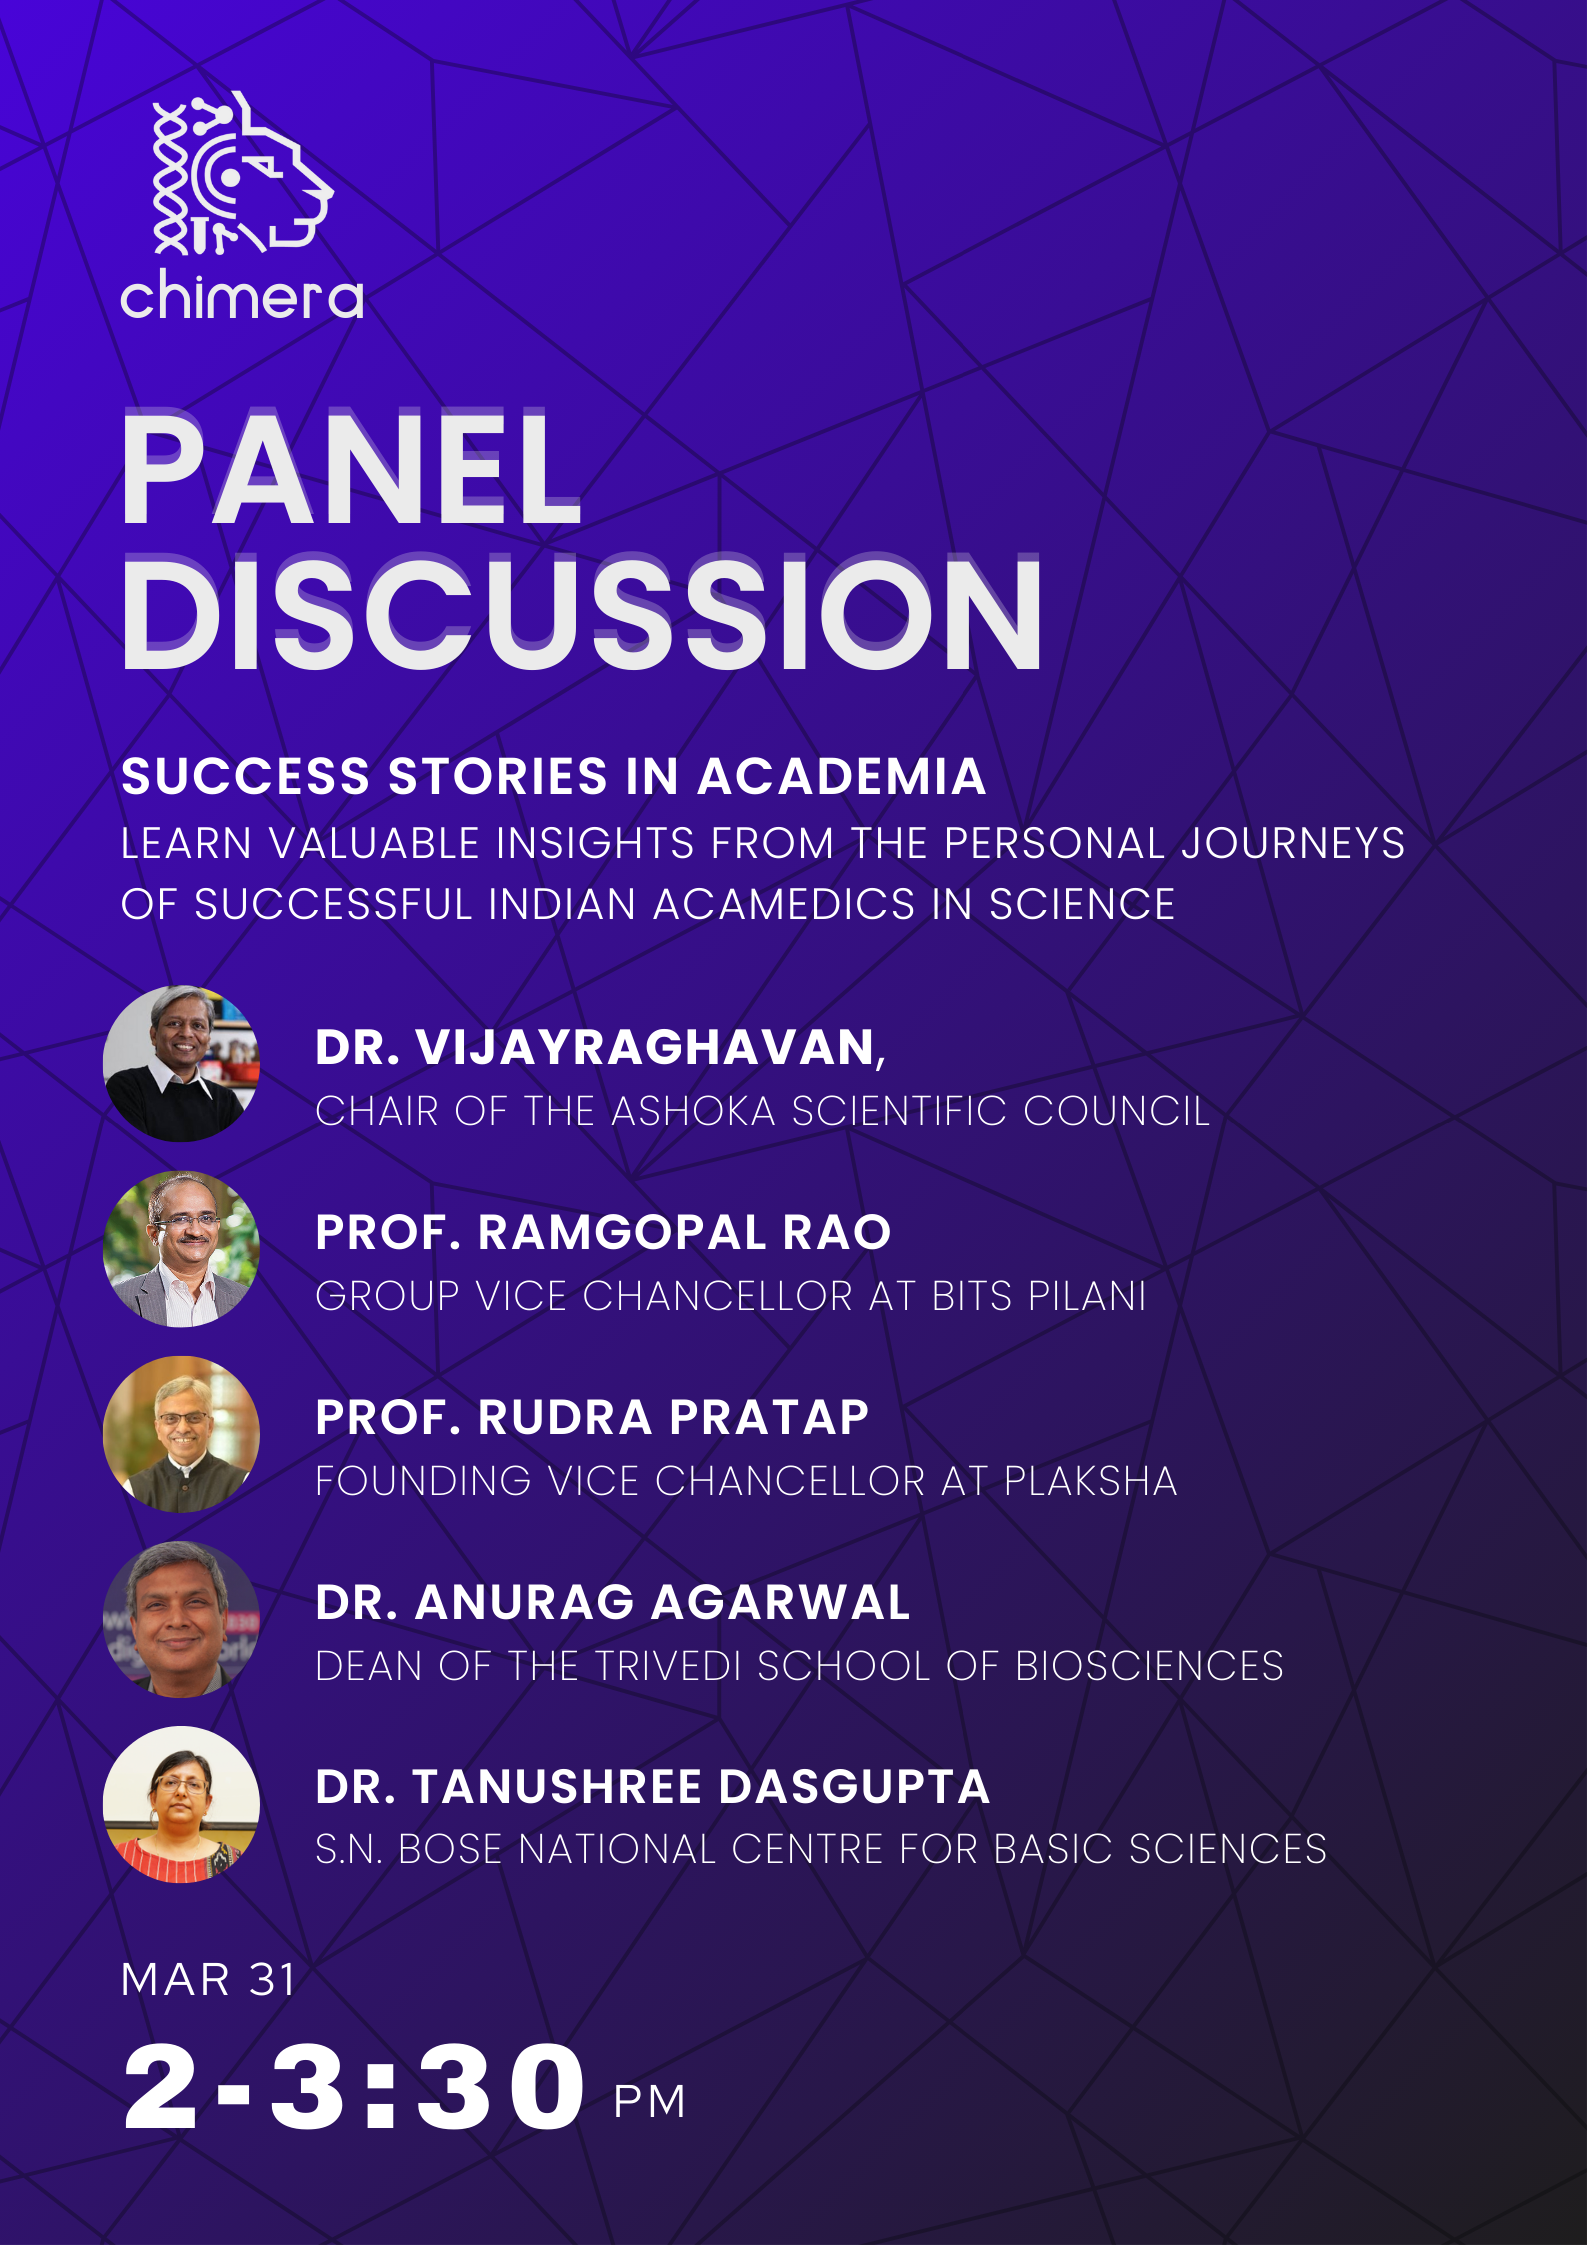 chimera
PANEL
DISCUSSION
SUCCESS STORIES IN ACADEMIA
LEARN VALUABLE INSIGHTS FROM THE PERSONAL JOURNEYS
OF SUCCESSFUL INDIAN ACAMEDICS IN SCIENCE
DR. VIJAYRAGHAVAN,
CHAIR OF THE ASHOKA SCIENTIFIC COUNCIL
PROF. RAMGOPAL RAO
GROUP VICE CHANCELLOR AT BITS PILANI
PROF. RUDRA PRATAP
FOUNDING VICE CHANCELLOR AT PLAKSHA
DR. ANURAG AGARWAL
DEAN OF THE TRIVEDI SCHOOL OF BIOSCIENCES
DR. TANUSHREE DASGUPTA
S.N. BOSE NATIONAL CENTRE FOR BASIC SCIENCES
MAR 31
2-3:30 PM